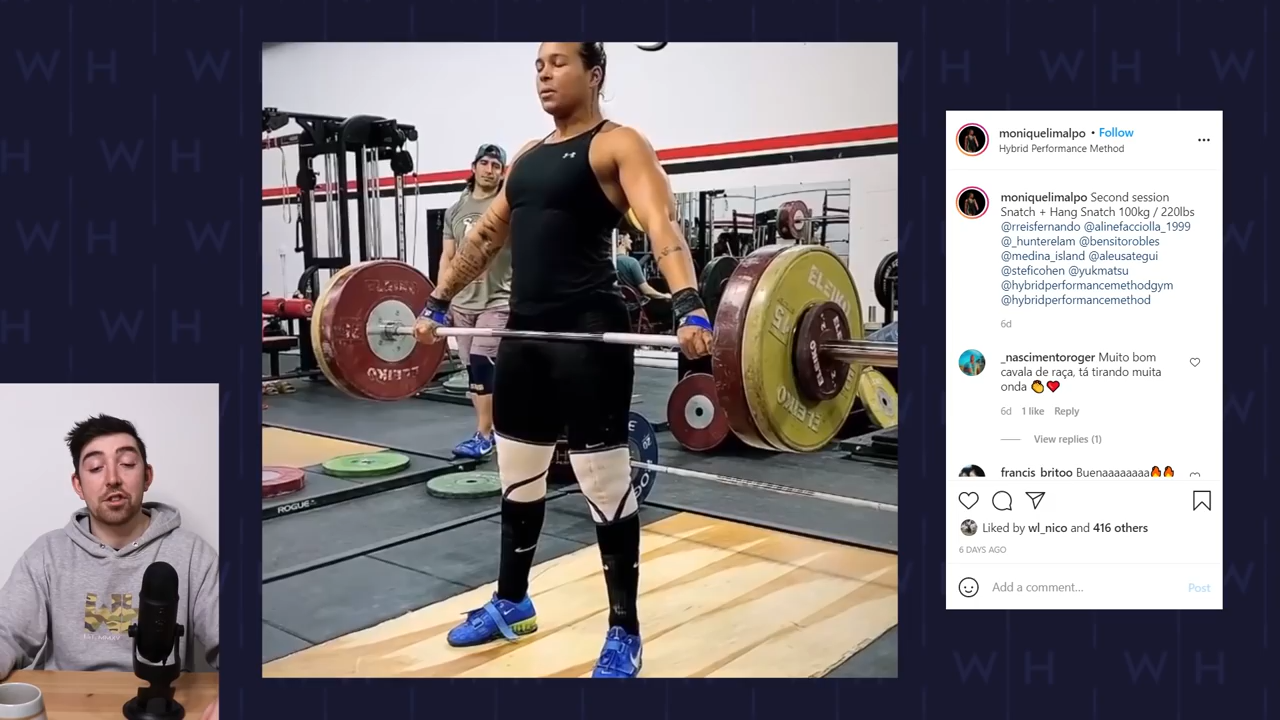 W H W H W H
moniquelimalpo • Follow
Hybrid Performance Method
moniquelimalpo Second session
Snatch + Hang Snatch 100kg / 220lbs
@rreisfernando @alinefacciolla_1999
@_hunterelam @bensitorobles
@medina_island @aleusategui
@steficohen @yukmatsu
@hybridperformancemethodgym
@hybridperformancemethod
6d
_nascimentoroger Muito bom
cavala de raça, tá tirando muita
onda 👏❤️
6d 1 like Reply
View replies (1)
francis_britoo Buenaaaaaaaa🔥🔥
Liked by wl_nico and 416 others
6 DAYS AGO
Add a comment... Post
ELEIKO
ELEIKO
15
ELEIKO
ROGUE
WH